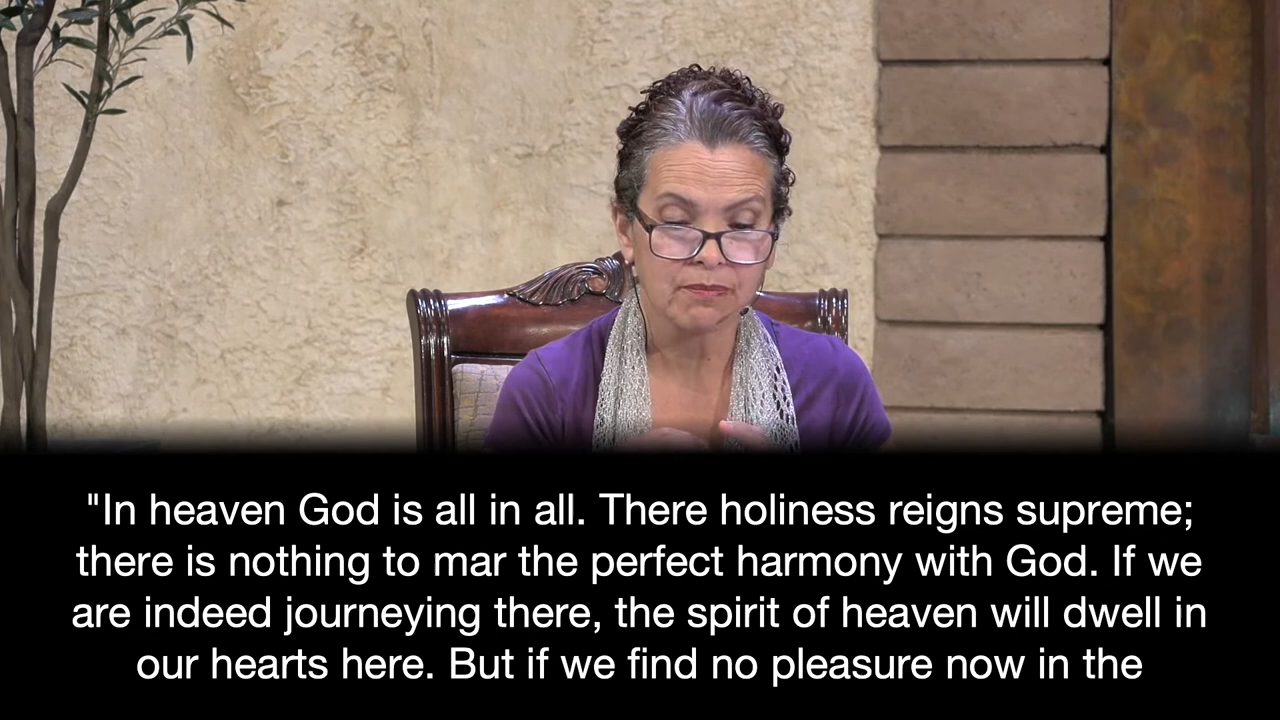 "In heaven God is all in all. There holiness reigns supreme;
there is nothing to mar the perfect harmony with God. If we
are indeed journeying there, the spirit of heaven will dwell in
our hearts here. But if we find no pleasure now in the